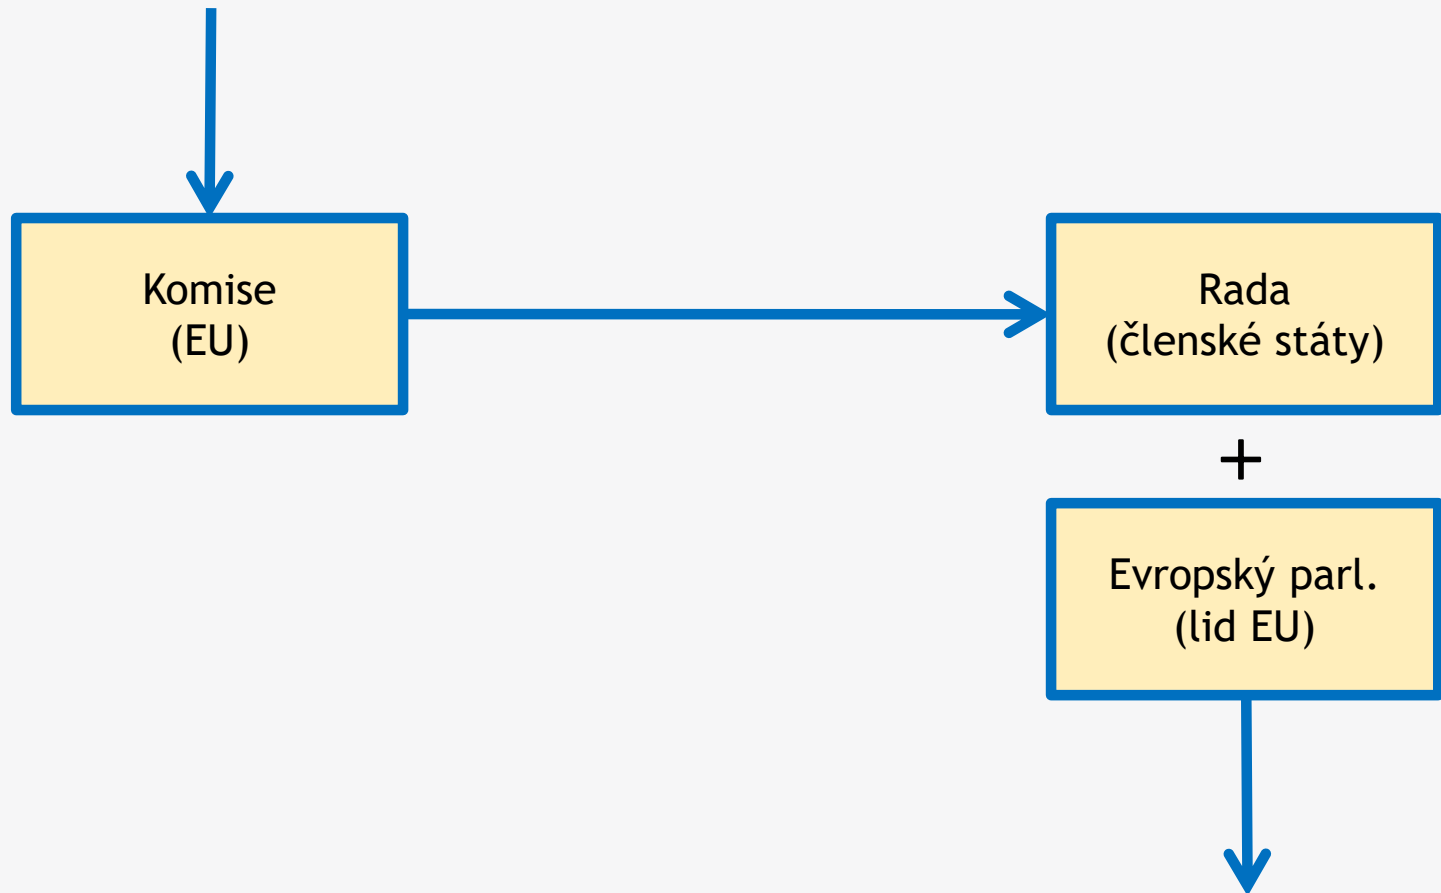 Komise
(EU)
Rada
(členské státy)
+
Evropský parl.
(lid EU)